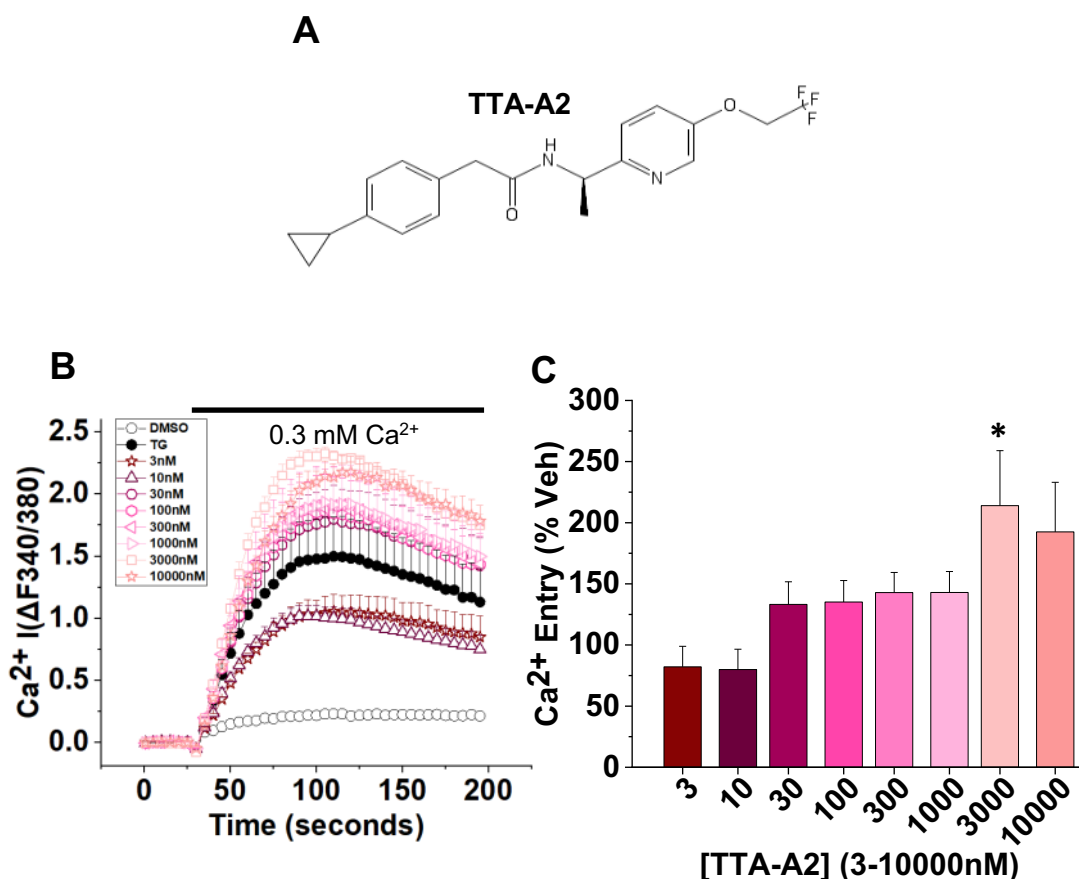 A
TTA-A2
H
N
O
N
O
F
F
F
B
0.3 mM Ca²⁺
DMSO
TG
3nM
10nM
30nM
100nM
300nM
1000nM
3000nM
10000nM
Ca²⁺ I(ΔF340/380)
2.5
2.0
1.5
1.0
0.5
0.0
0
50
100
150
200
Time (seconds)
C
Ca²⁺ Entry (% Veh)
300
250
200
150
100
50
0
*
3
10
30
100
300
1000
3000
10000
[TTA-A2] (3-10000nM)